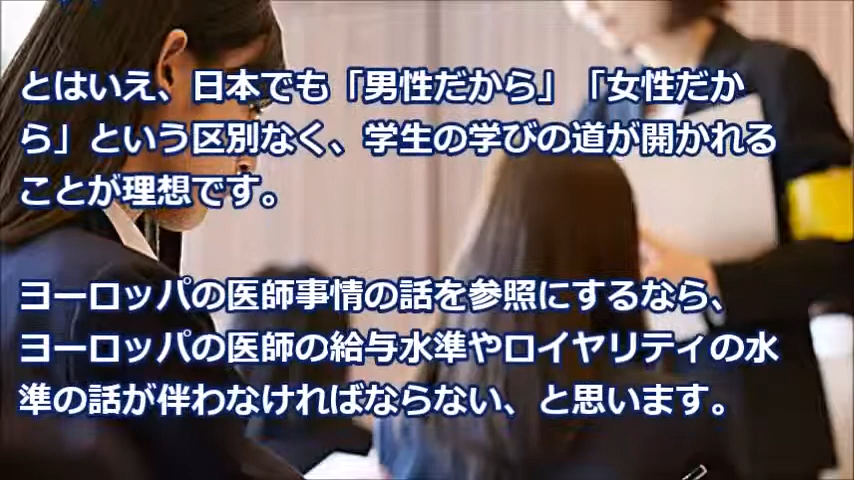 とはいえ、日本でも「男性だから」「女性だか
ら」という区別なく、学生の学びの道が開かれる
ことが理想です。
ヨーロッパの医師事情の話を参照にするなら、
ヨーロッパの医師の給与水準やロイヤリティの水
準の話が伴わなければならない、と思います。